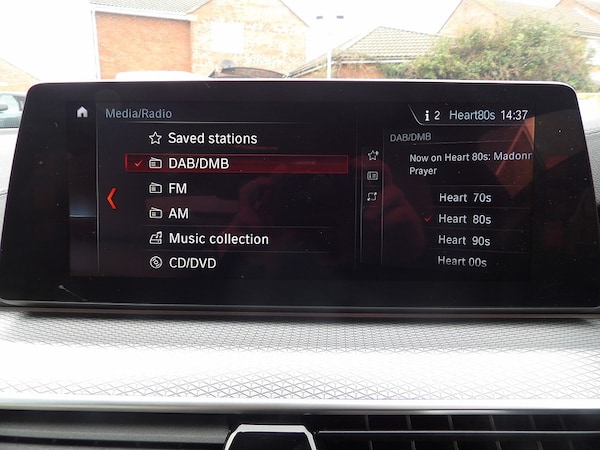 Media/Radio
2 Heart80s 14:37
Saved stations
DAB/DMB
FM
AM
Music collection
CD/DVD
DAB/DMB
Now on Heart 80s: Madonn
Prayer
Heart 70s
Heart 80s
Heart 90s
Heart 00s